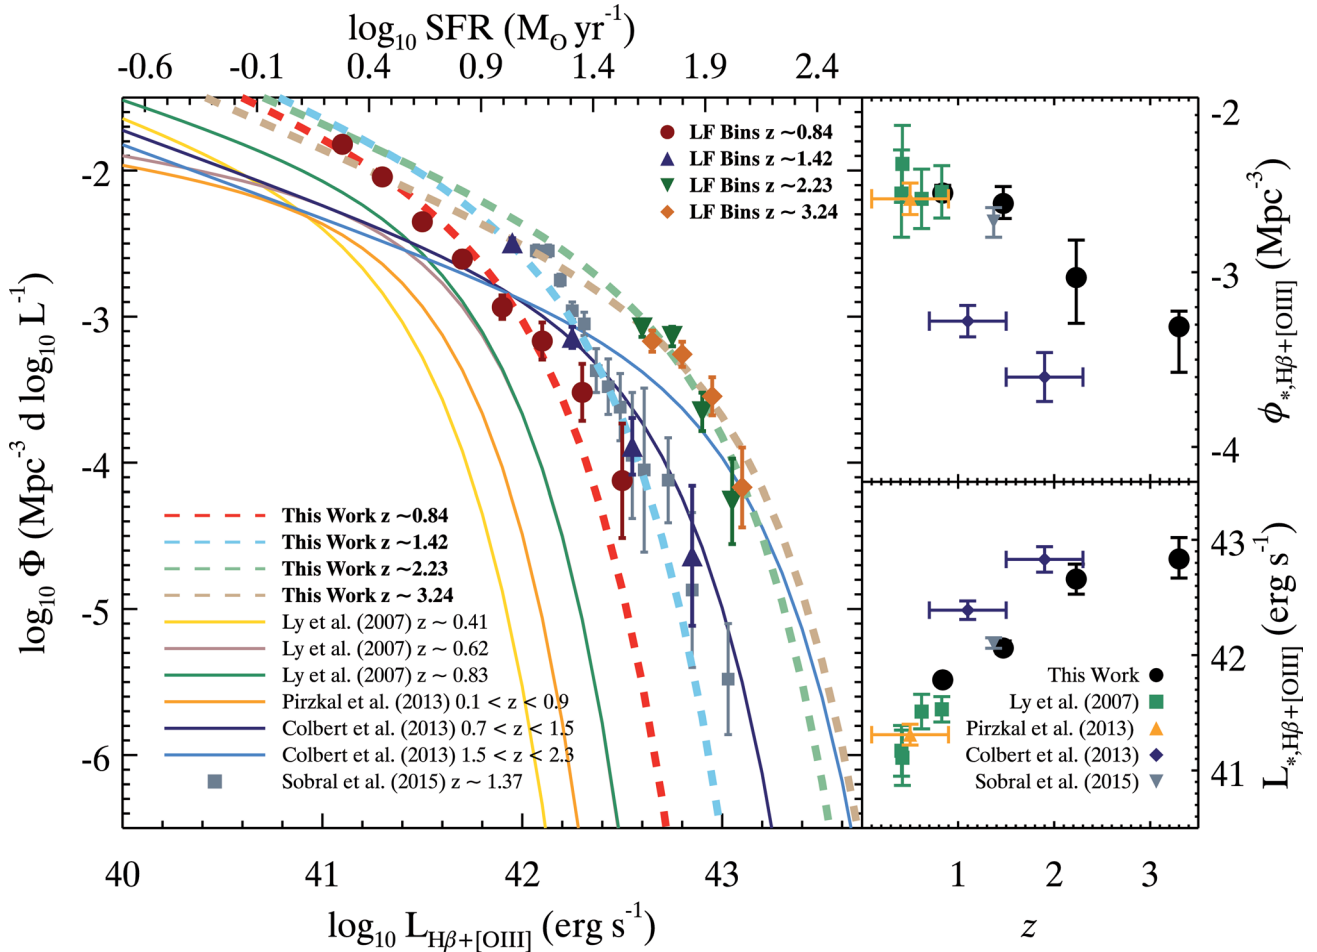 log₁₀ SFR (M⊙ yr⁻¹)
-0.6 -0.1 0.4 0.9 1.4 1.9 2.4
LF Bins z ~0.84
LF Bins z ~1.42
LF Bins z ~2.23
LF Bins z ~ 3.24
-2
-3
-4
-5
-6
log₁₀ Φ (Mpc⁻³ d log₁₀ L⁻¹)
This Work z ~0.84
This Work z ~1.42
This Work z ~2.23
This Work z ~ 3.24
Ly et al. (2007) z ~ 0.41
Ly et al. (2007) z ~ 0.62
Ly et al. (2007) z ~ 0.83
Pirzkal et al. (2013) 0.1 < z < 0.9
Colbert et al. (2013) 0.7 < z < 1.5
Colbert et al. (2013) 1.5 < z < 2.3
Sobral et al. (2015) z ~ 1.37
40 41 42 43
log₁₀ L_Hβ+[OIII] (erg s⁻¹)
-2
-3
-4
ϕ_*,Hβ+[OIII] (Mpc⁻³)
43
42
41
L_*,Hβ+[OIII] (erg s⁻¹)
This Work
Ly et al. (2007)
Pirzkal et al. (2013)
Colbert et al. (2013)
Sobral et al. (2015)
1 2 3
z